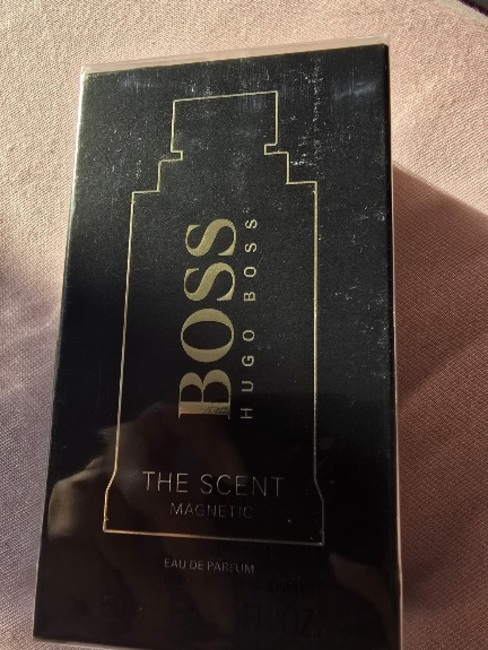 BOSS
HUGO BOSS
THE SCENT
MAGNETIC
EAU DE PARFUM